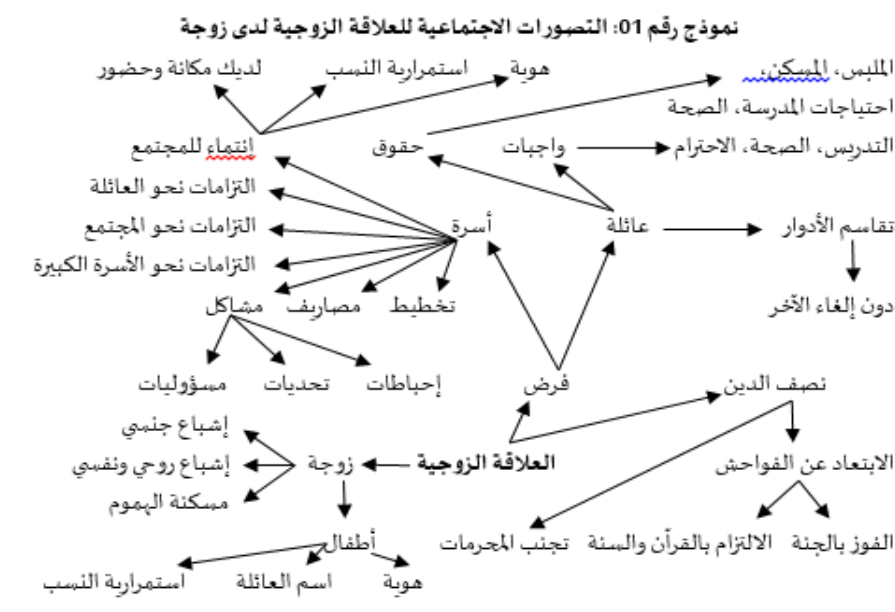 نموذج رقم 01: التصورات الاجتماعية للعلاقة الزوجية لدى زوجة
الملبس، المسكن، هوية استمرارية النسب لديك مكانة وحضور
احتياجات المدرسة، الصحة
التدريس، الصحة، الاحترام واجبات حقوق إنتماء للمجتمع
التزامات نحو العائلة
تقاسم الأدوار عائلة أسرة التزامات نحو المجتمع
التزامات نحو الأسرة الكبيرة
دون إلغاء الآخر تخطيط مصاريف مشاكل
نصف الدين فرض إحباطات تحديات مسؤوليات
إشباع جنسي
الابتعاد عن الفواحش العلاقة الزوجية زوجة إشباع روحي ونفسي
مسكنة الهموم
الفوز بالجنة الالتزام بالقرآن والسنة تجنب المحرمات أطفال
هوية اسم العائلة استمرارية النسب